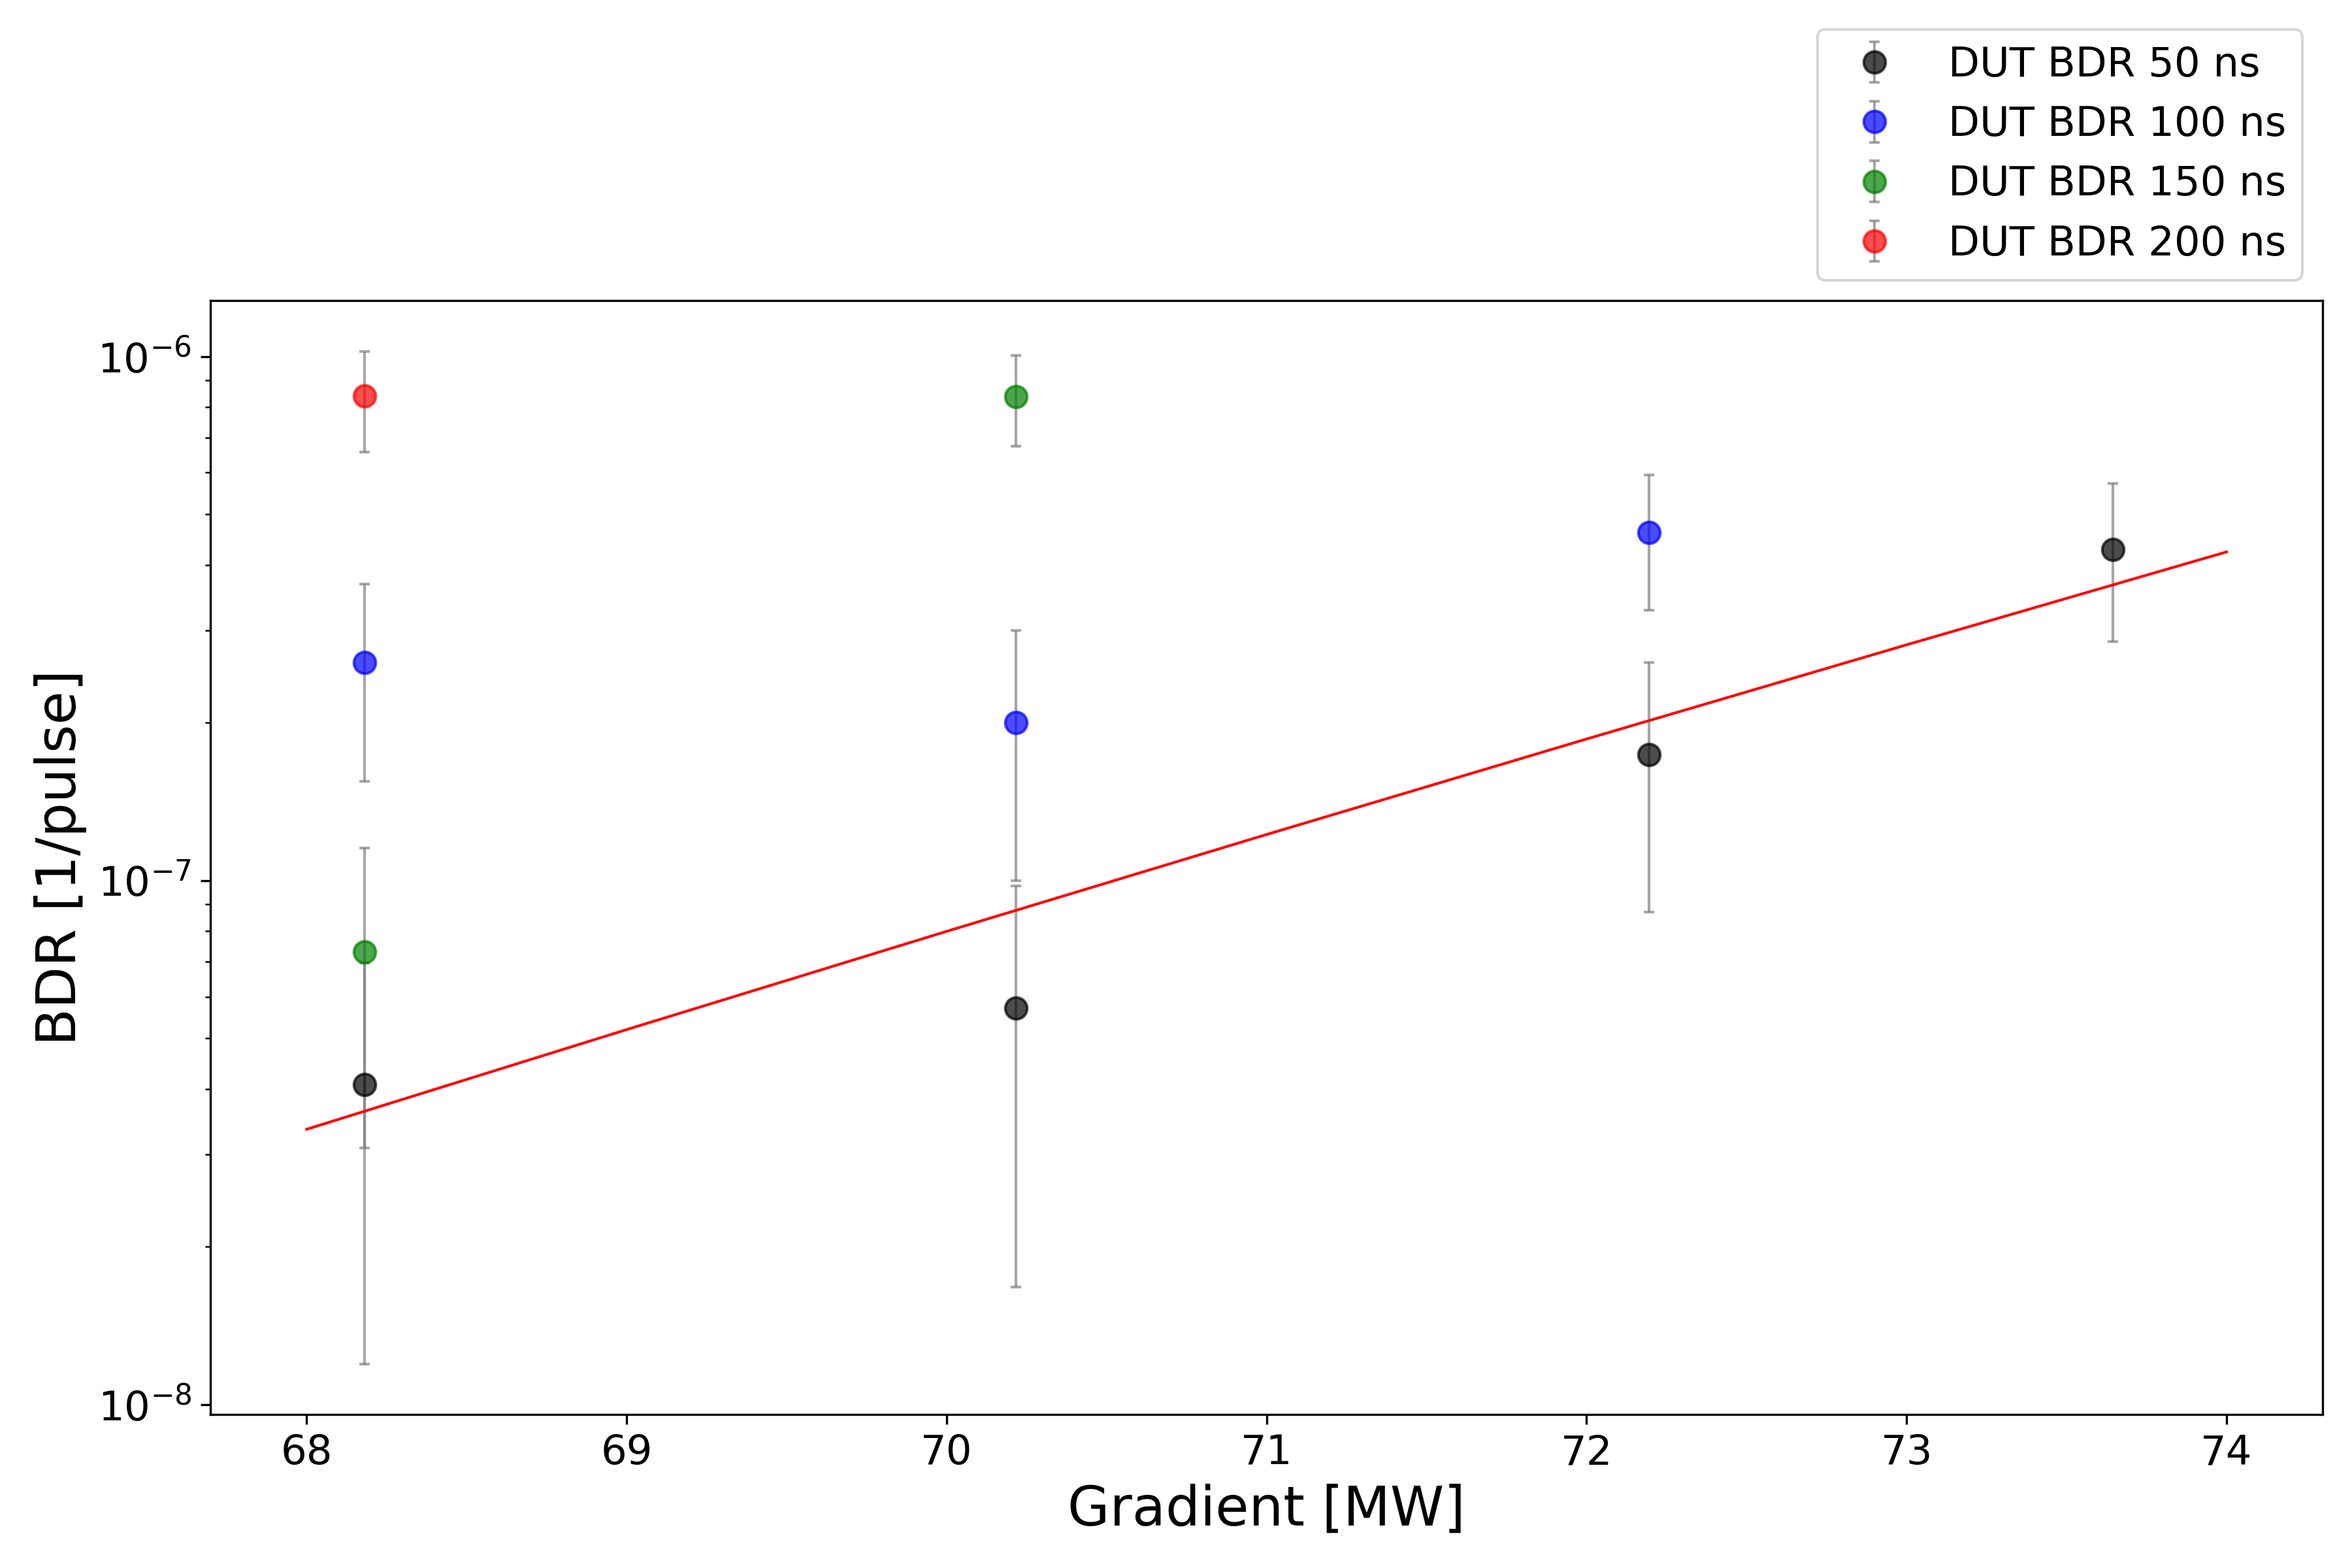 DUT BDR 50 ns
DUT BDR 100 ns
DUT BDR 150 ns
DUT BDR 200 ns
BDR [1/pulse]
10⁻⁶
10⁻⁷
10⁻⁸
68 69 70 71 72 73 74
Gradient [MW]